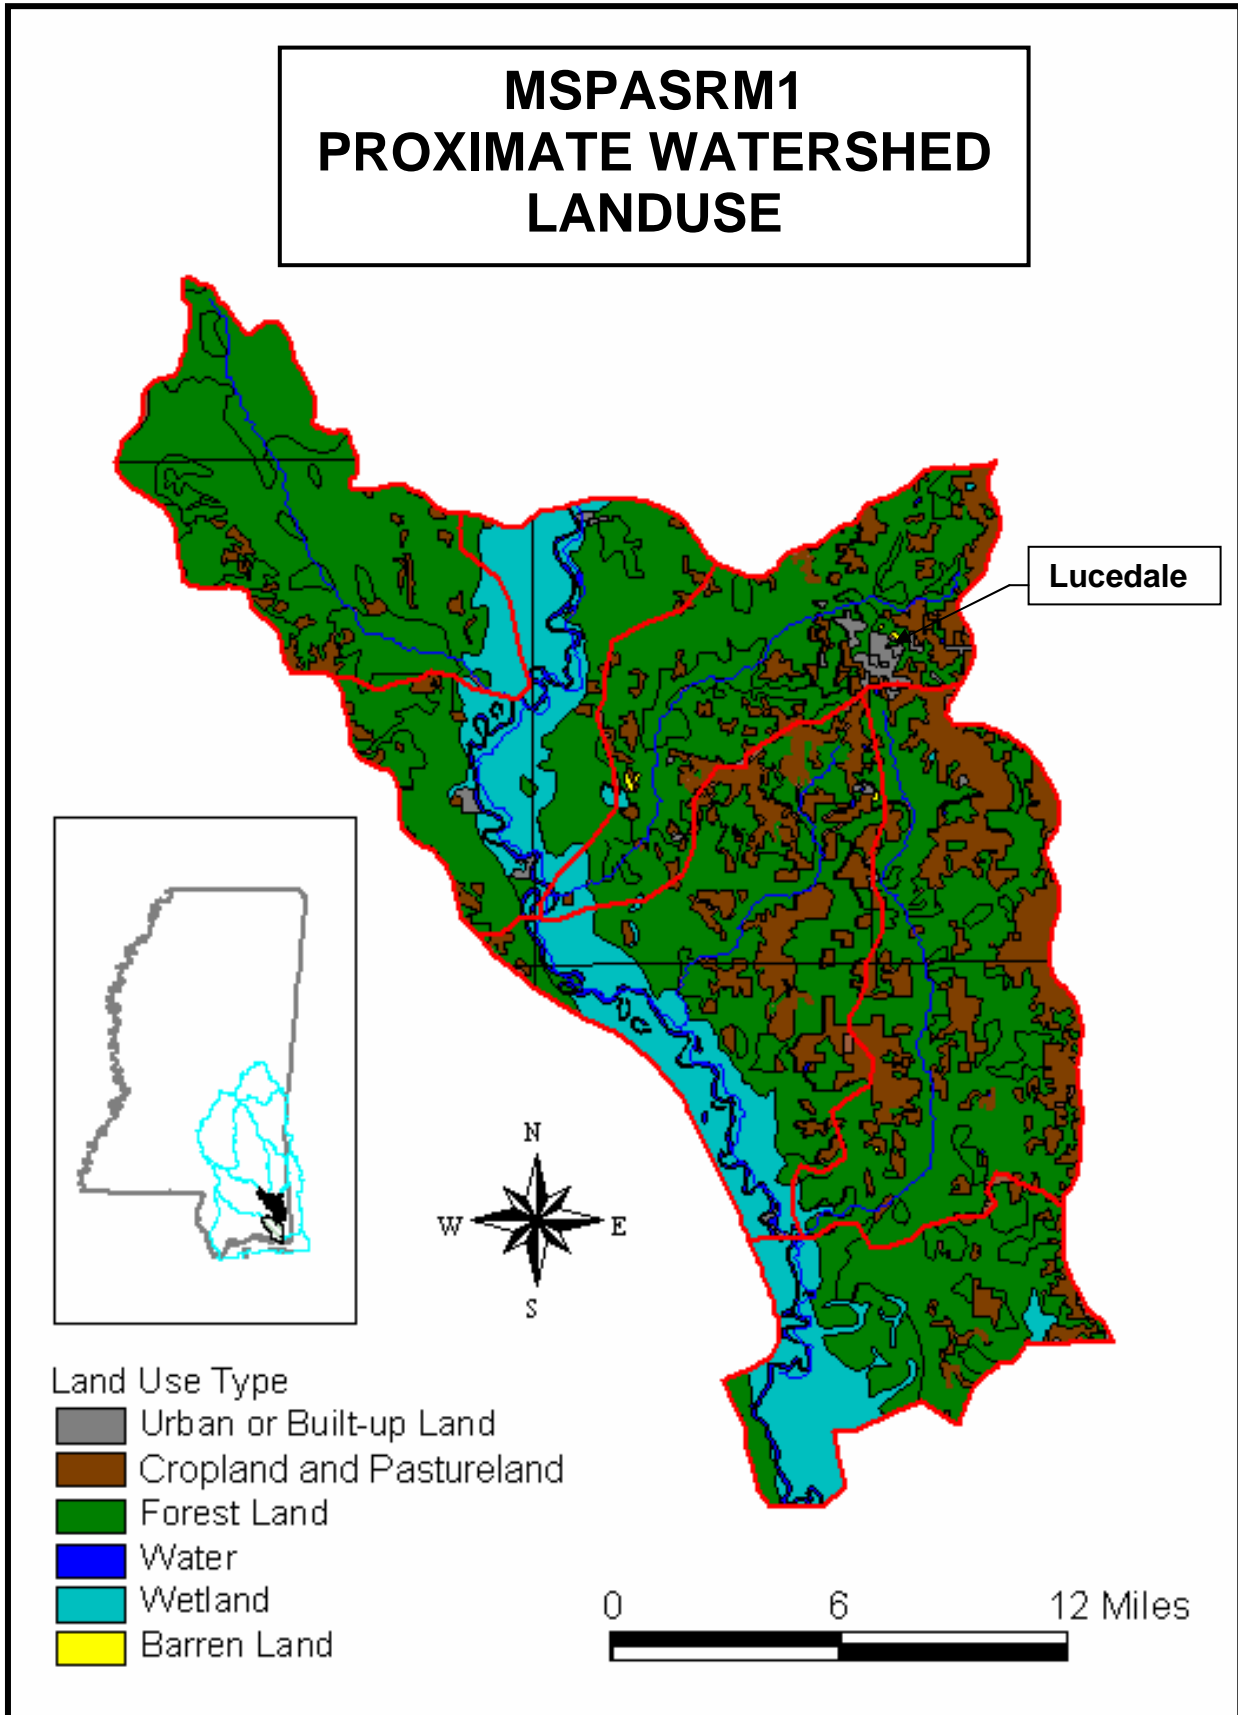 MSPASRM1
PROXIMATE WATERSHED
LANDUSE
Lucedale
N
W
E
S
Land Use Type
Urban or Built-up Land
Cropland and Pastureland
Forest Land
Water
Wetland
Barren Land
0 6 12 Miles